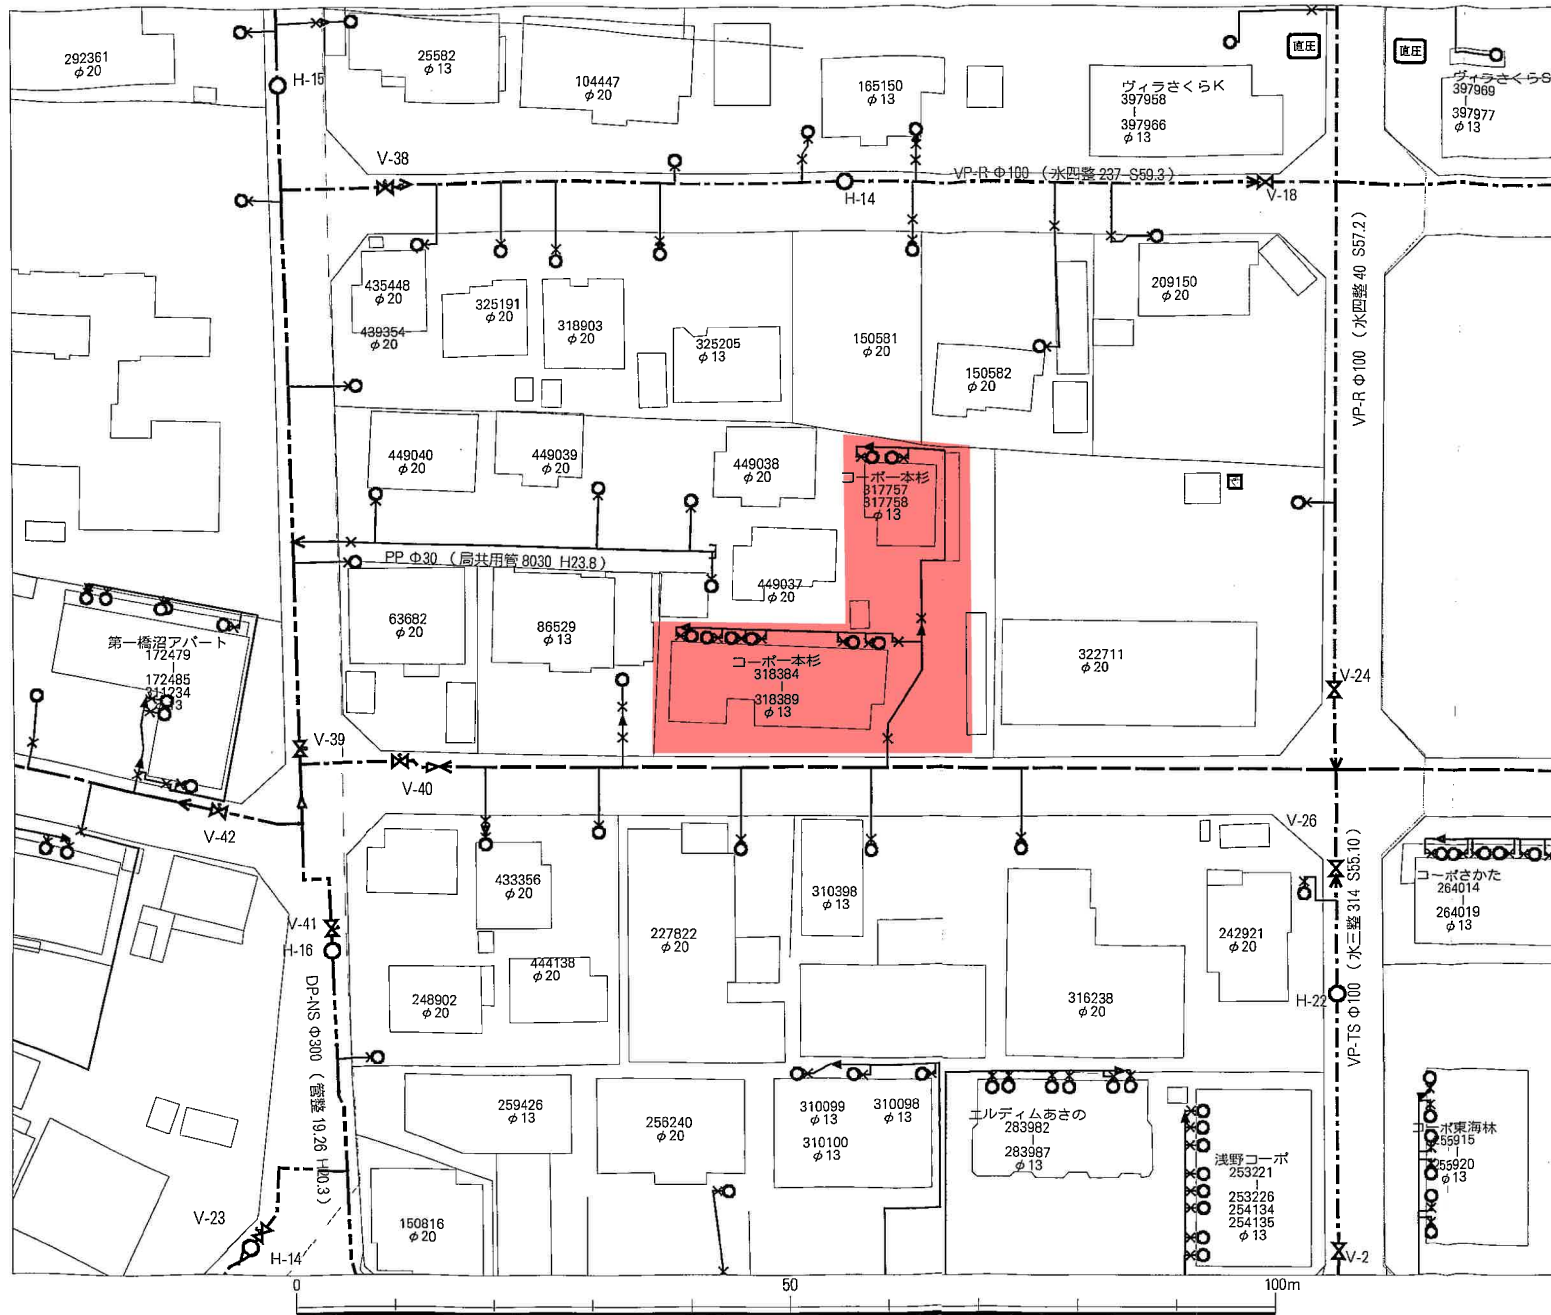 292361
φ20
H-15
25582
φ13
104447
φ20
165150
φ13
ヴィラさくらK
397958
397966
φ13
直圧
直圧
ヴィラさくらS
397969
397977
φ13
V-38
H-14
VP-R Φ100 (水四整 237 S59.3)
V-18
435448
φ20
439354
φ20
325191
φ20
318903
φ20
325205
φ13
150581
φ20
150582
φ20
209150
φ20
VP-R Φ100 (水四整 40 S57.2)
449040
φ20
449039
φ20
449038
φ20
コーポー本杉
317757
317758
φ13
PP Φ30 (局共用管 8030 H23.8)
449037
φ20
63682
φ20
86529
φ13
第一橋沼アパート
172479
172485
311234
コーポー本杉
318384
318389
φ13
322711
φ20
V-24
V-39
V-40
V-42
V-26
433356
φ20
227822
φ20
310398
φ13
242921
φ20
コーポさかた
264014
264019
φ13
VP-TS Φ100 (水三整 314 S55.10)
V-41
H-16
444138
φ20
248902
φ20
316238
φ20
H-22
DP-NS Φ300 (管整 19.26 H20.3)
259426
φ13
256240
φ20
310099
φ13
310100
φ13
310098
φ13
エルディムあさの
283982
283987
φ13
浅野コーポ
253221
253226
254134
254135
φ13
コーポ東海林
255915
255920
φ13
V-23
H-14
150816
φ20
V-2
0
50
100m